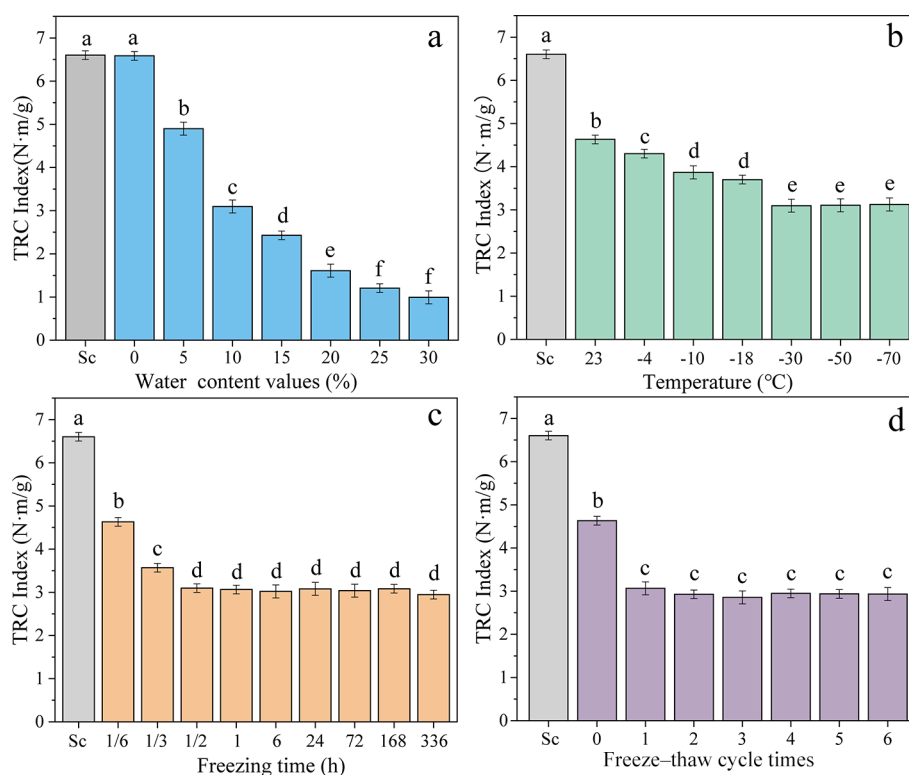 a
TRC Index(N·m/g)
7
6
5
4
3
2
1
0
a a b c d e f f
Sc 0 5 10 15 20 25 30
Water content values (%)
b
TRC Index (N·m/g)
7
6
5
4
3
2
1
0
a b c d d e e e
Sc 23 -4 -10 -18 -30 -50 -70
Temperature (℃)
c
TRC Index (N·m/g)
7
6
5
4
3
2
1
0
a b c d d d d d d d
Sc 1/6 1/3 1/2 1 6 24 72 168 336
Freezing time (h)
d
TRC Index (N·m/g)
7
6
5
4
3
2
1
0
a b c c c c c c
Sc 0 1 2 3 4 5 6
Freeze–thaw cycle times